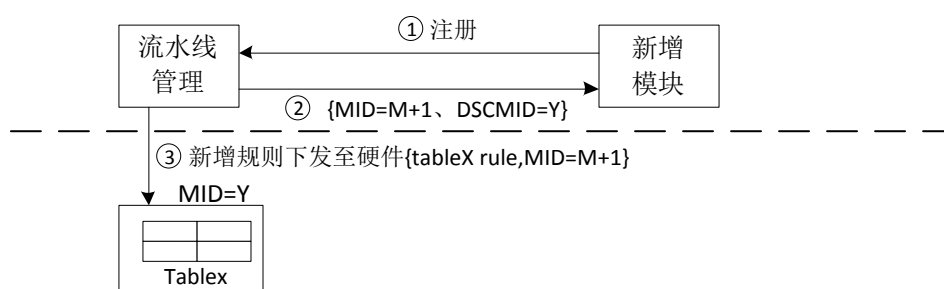 ① 注册
流水线
管理
新增
模块
② {MID=M+1、DSCMID=Y}
③ 新增规则下发至硬件{tableX rule,MID=M+1}
MID=Y
Tablex